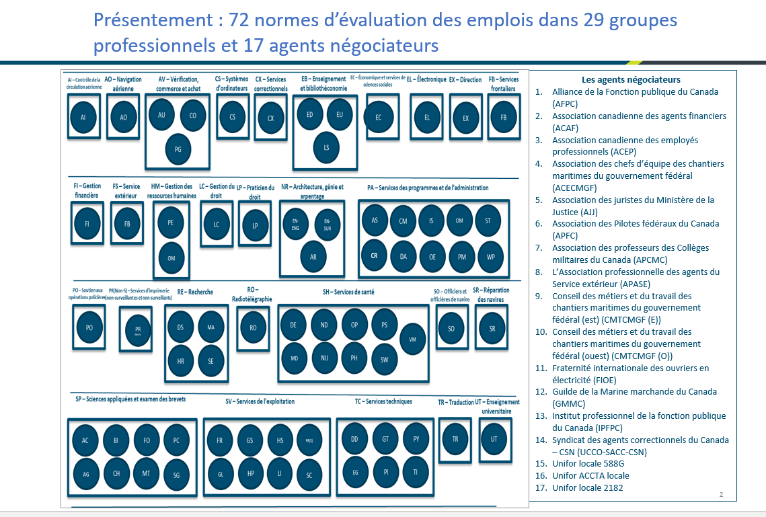 Présentement : 72 normes d’évaluation des emplois dans 29 groupes
professionnels et 17 agents négociateurs
AI – Contrôle de la
circulation aérienne
AI
AO – Navigation
aérienne
AO
AV – Vérification,
commerce et achat
AU CO
PG
CS – Systèmes
d'ordinateurs
CS
CX – Services
correctionnels
CX
EB – Enseignement
et bibliothéconomie
ED EU
LS
EC – Économique et services de
sciences sociales
EC
EL – Électronique
EL
EX – Direction
EX
FB – Services
frontaliers
FB
FI – Gestion
financière
FI
FS – Service
extérieur
FB
HM – Gestion des
ressources humaines
PE
OM
LC – Gestion du
droit
LC
LP – Praticien du
droit
LP
NR – Architecture, génie et
arpentage
EN-
ENG
EN-
SUR
AR
PA – Services des programmes et de l'administration
AS CM IS OM ST
CR DA OE PM WP
PO – Soutien aux
opérations policières
PO
PR(Non-S) – Services d'imprimerie
(non-surveillantes et non-surveillants)
PR
RE – Recherche
DS MA
HR SE
RO –
Radiotélégraphie
RO
SH – Services de santé
DE ND OP PS
VM
MD NU PH SW
SO – Officiers et
officières de navire
SO
SR – Réparation
des navires
SR
SP – Sciences appliquées et examen des brevets
AC BI FO PC
AG CH MT SG
SV – Services de l'exploitation
FR GS HS
GL HP LI SC
TC – Services techniques
DD GT PY
EG PI TI
TR – Traduction
TR
UT – Enseignement
universitaire
UT
Les agents négociateurs
1. Alliance de la Fonction publique du Canada
(AFPC)
2. Association canadienne des agents financiers
(ACAF)
3. Association canadienne des employés
professionnels (ACEP)
4. Association des chefs d’équipe des chantiers
maritimes du gouvernement fédéral
(ACECMGF)
5. Association des juristes du Ministère de la
Justice (AJJ)
6. Association des Pilotes fédéraux du Canada
(APFC)
7. Association des professeurs des Collèges
militaires du Canada (APCMC)
8. L’Association professionnelle des agents du
Service extérieur (APASE)
9. Conseil des métiers et du travail des
chantiers maritimes du gouvernement
fédéral (est) (CMTCMGF (E))
10. Conseil des métiers et du travail des
chantiers maritimes du gouvernement
fédéral (ouest) (CMTCMGF (O))
11. Fraternité internationale des ouvriers en
électricité (FIOE)
12. Guilde de la Marine marchande du Canada
(GMMC)
13. Institut professionnel de la fonction publique
du Canada (IPFPC)
14. Syndicat des agents correctionnels du Canada
– CSN (UCCO-SACC-CSN)
15. Unifor locale 588G
16. Unifor ACCTA locale
17. Unifor locale 2182
2